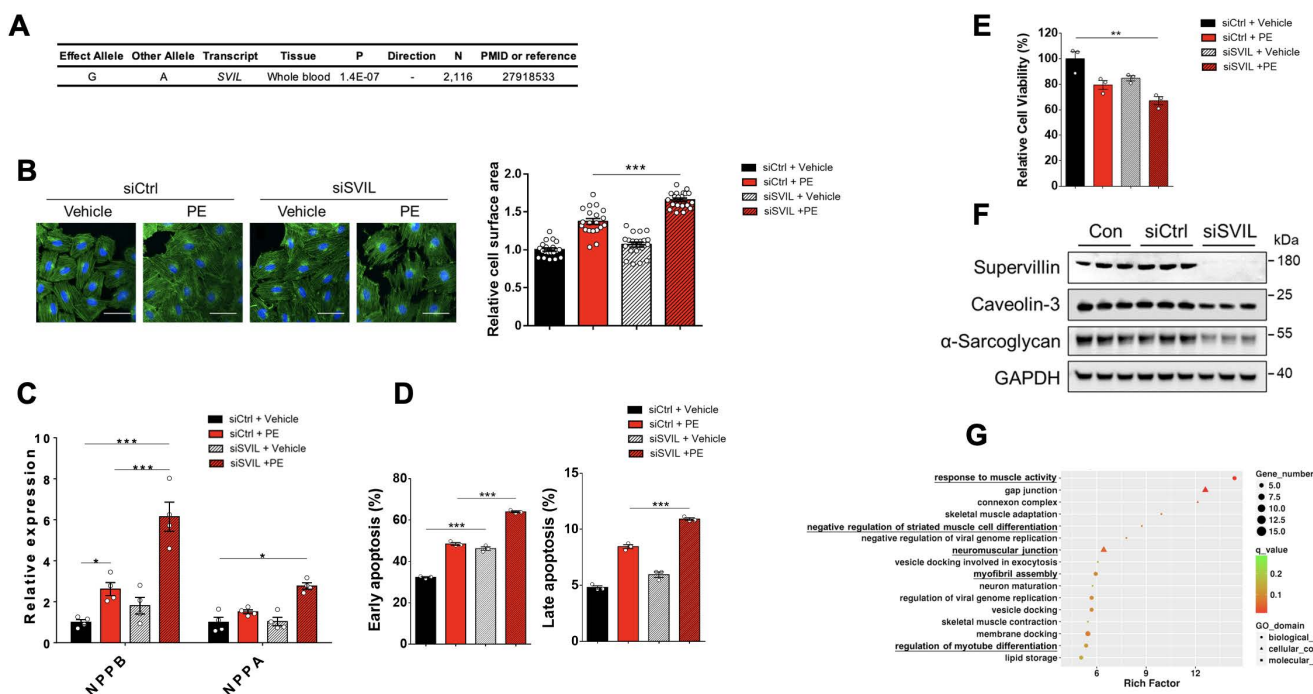 A
Effect Allele Other Allele Transcript Tissue P Direction N PMID or reference
G A SVIL Whole blood 1.4E-07 - 2,116 27918533
B
siCtrl siSVIL
Vehicle PE Vehicle PE
Relative cell surface area
2.0
1.5
1.0
0.5
0
***
siCtrl + Vehicle
siCtrl + PE
siSVIL + Vehicle
siSVIL +PE
C
Relative expression
10
8
6
4
2
0
***
***
*
*
NPPB NPPA
siCtrl + Vehicle
siCtrl + PE
siSVIL + Vehicle
siSVIL +PE
D
siCtrl + Vehicle
siCtrl + PE
siSVIL + Vehicle
siSVIL +PE
Early apoptosis (%)
80
60
40
20
0
***
***
Late apoptosis (%)
15
10
5
0
***
E
Relative Cell Viability (%)
120
100
80
60
40
20
0
**
siCtrl + Vehicle
siCtrl + PE
siSVIL + Vehicle
siSVIL +PE
F
Con siCtrl siSVIL kDa
Supervillin - 180
Caveolin-3 - 25
α-Sarcoglycan - 55
GAPDH - 40
G
response to muscle activity
gap junction
connexon complex
skeletal muscle adaptation
negative regulation of striated muscle cell differentiation
negative regulation of viral genome replication
neuromuscular junction
vesicle docking involved in exocytosis
myofibril assembly
neuron maturation
regulation of viral genome replication
vesicle docking
skeletal muscle contraction
membrane docking
regulation of myotube differentiation
lipid storage
6 9 12
Rich Factor
Gene_number
5.0
7.5
10.0
12.5
15.0
q_value
0.2
0.1
GO_domain
biological_
cellular_co
molecular_